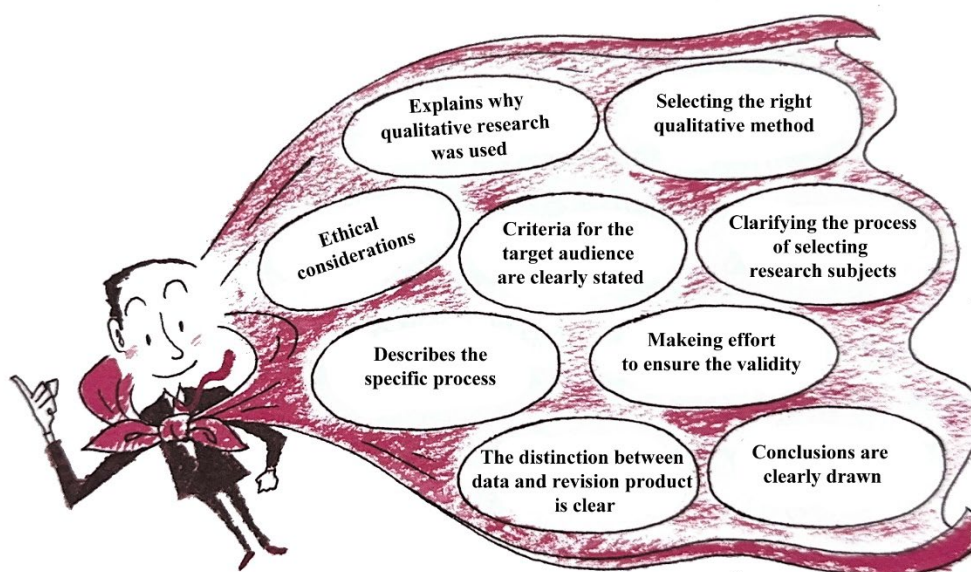 Explains why
qualitative research
was used
Selecting the right
qualitative method
Ethical
considerations
Criteria for the
target audience
are clearly stated
Clarifying the process
of selecting
research subjects
Describes the
specific process
Makeing effort
to ensure the validity
The distinction between
data and revision product
is clear
Conclusions are
clearly drawn